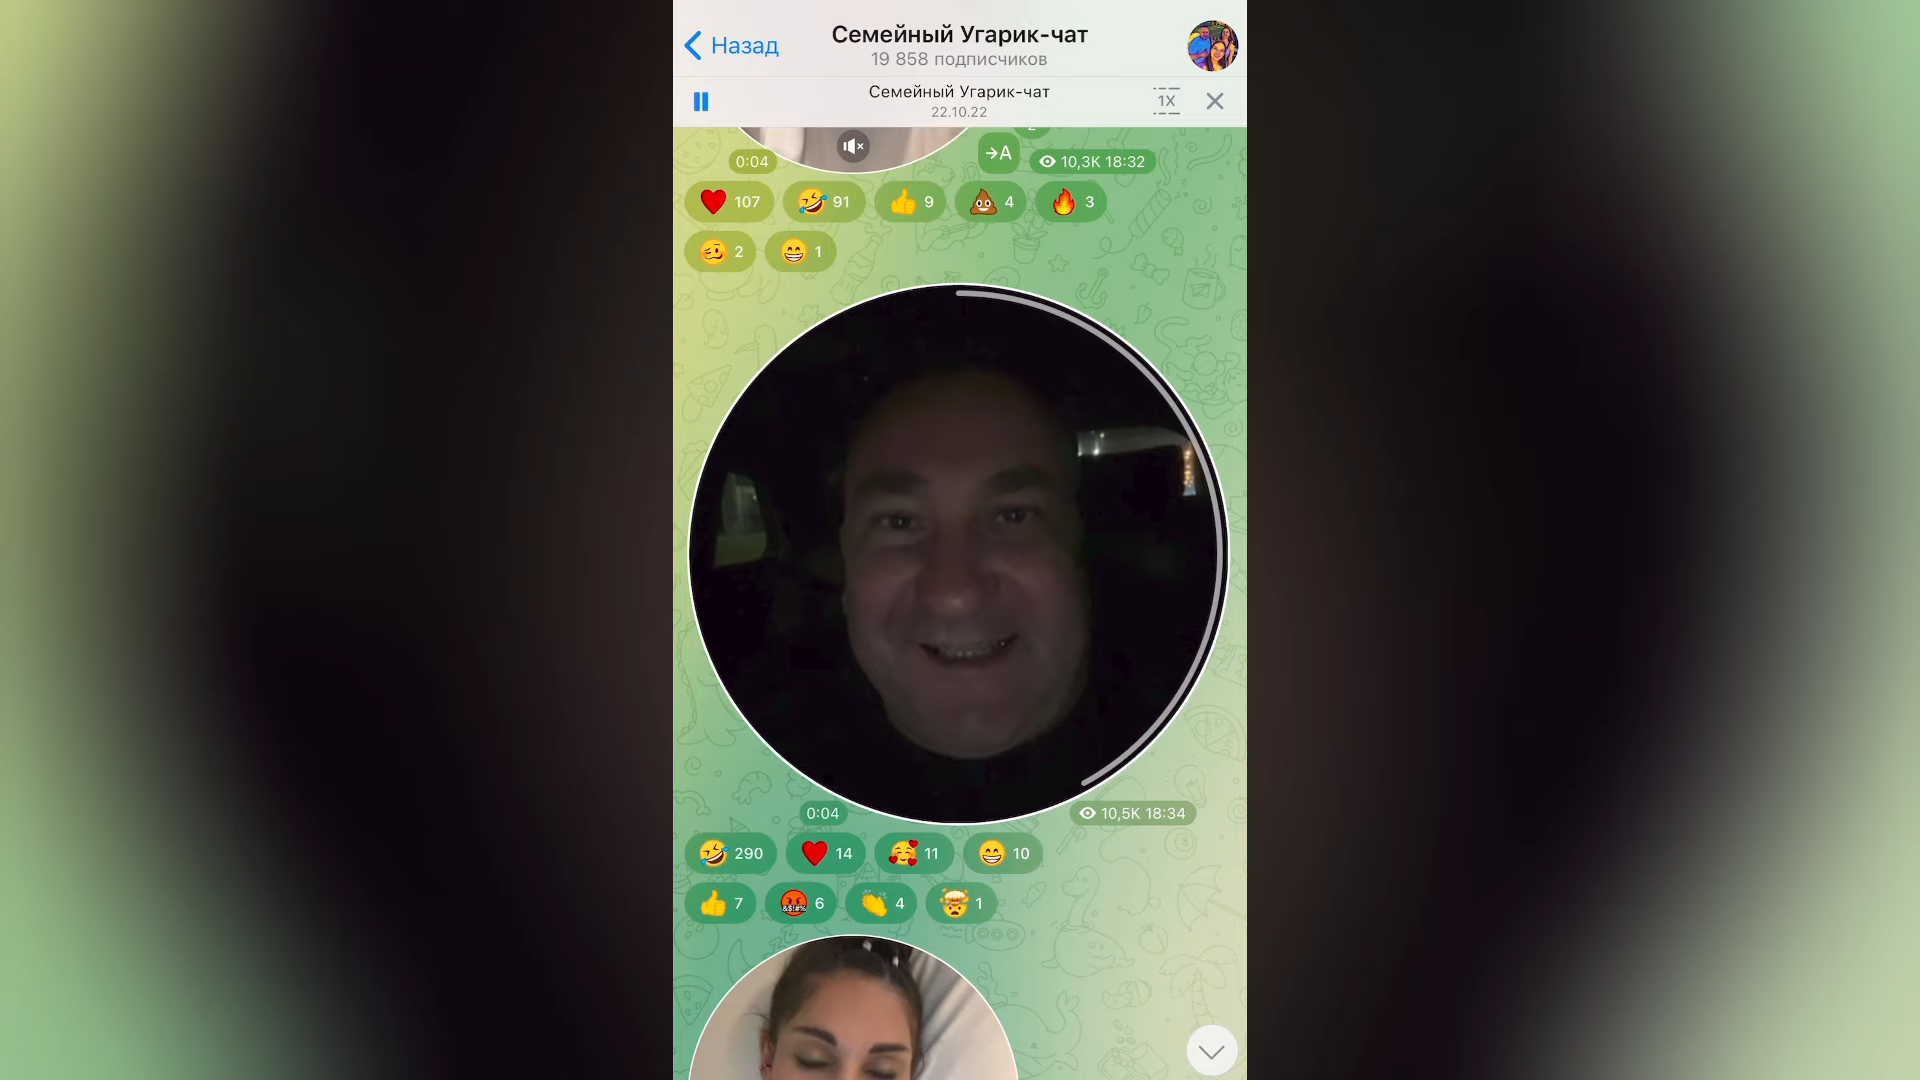 Назад
Семейный Угарик-чат
19 858 подписчиков
Семейный Угарик-чат
22.10.22
1X
2
0:04
→A
10,3K 18:32
107
91
9
4
3
2
1
0:04
10,5K 18:34
290
14
11
10
7
&$!#%
6
4
1